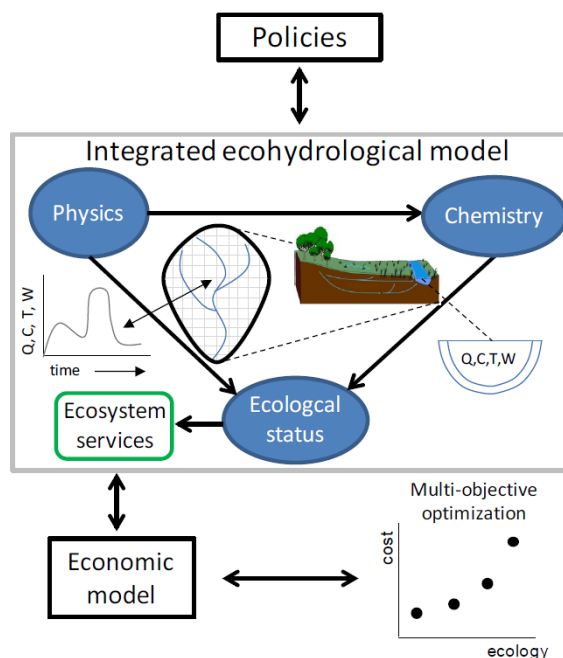 Policies
Integrated ecohydrological model
Physics
Chemistry
Q, C, T, W
time
Q,C,T,W
Ecologcal
status
Ecosystem
services
Economic
model
Multi-objective
optimization
cost
ecology